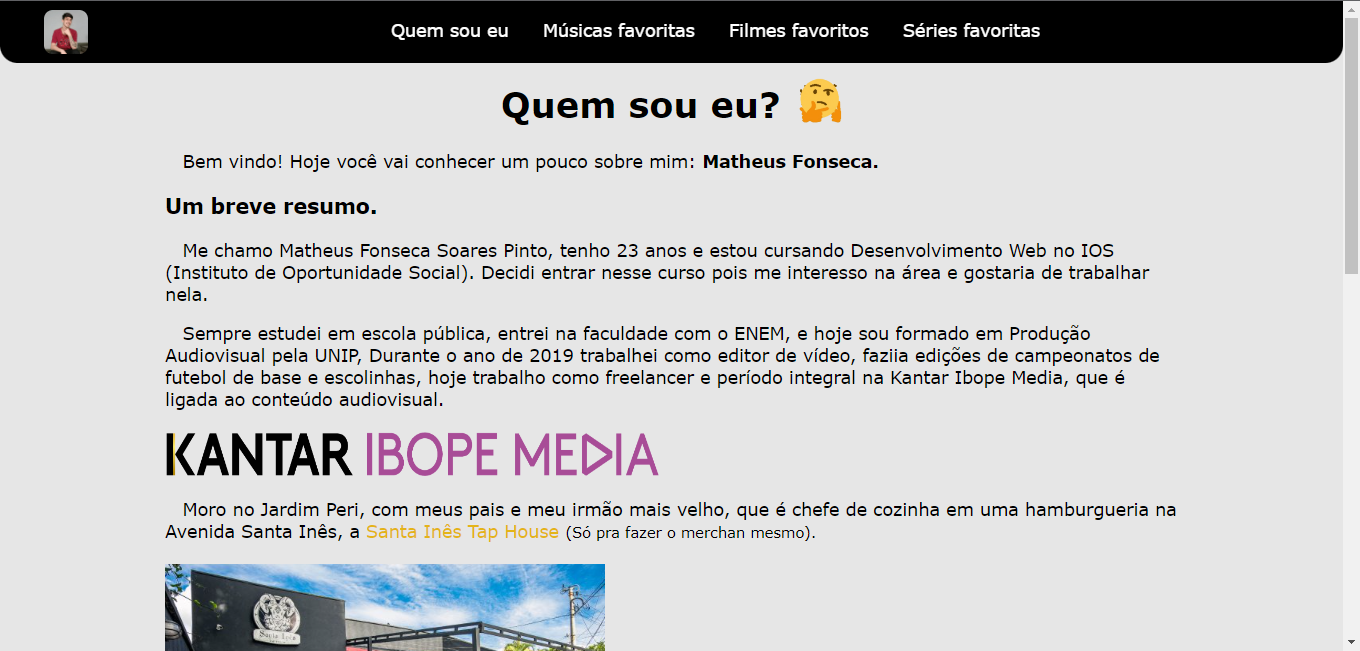 Quem sou eu Músicas favoritas Filmes favoritos Séries favoritas
Quem sou eu? 🤔
Bem vindo! Hoje você vai conhecer um pouco sobre mim: Matheus Fonseca.
Um breve resumo.
Me chamo Matheus Fonseca Soares Pinto, tenho 23 anos e estou cursando Desenvolvimento Web no IOS
(Instituto de Oportunidade Social). Decidi entrar nesse curso pois me interesso na área e gostaria de trabalhar
nela.
Sempre estudei em escola pública, entrei na faculdade com o ENEM, e hoje sou formado em Produção
Audiovisual pela UNIP, Durante o ano de 2019 trabalhei como editor de vídeo, faziia edições de campeonatos de
futebol de base e escolinhas, hoje trabalho como freelancer e período integral na Kantar Ibope Media, que é
ligada ao conteúdo audiovisual.
KANTAR IBOPE MEDIA
Moro no Jardim Peri, com meus pais e meu irmão mais velho, que é chefe de cozinha em uma hamburgueria na
Avenida Santa Inês, a Santa Inês Tap House (Só pra fazer o merchan mesmo).
Santa Inês